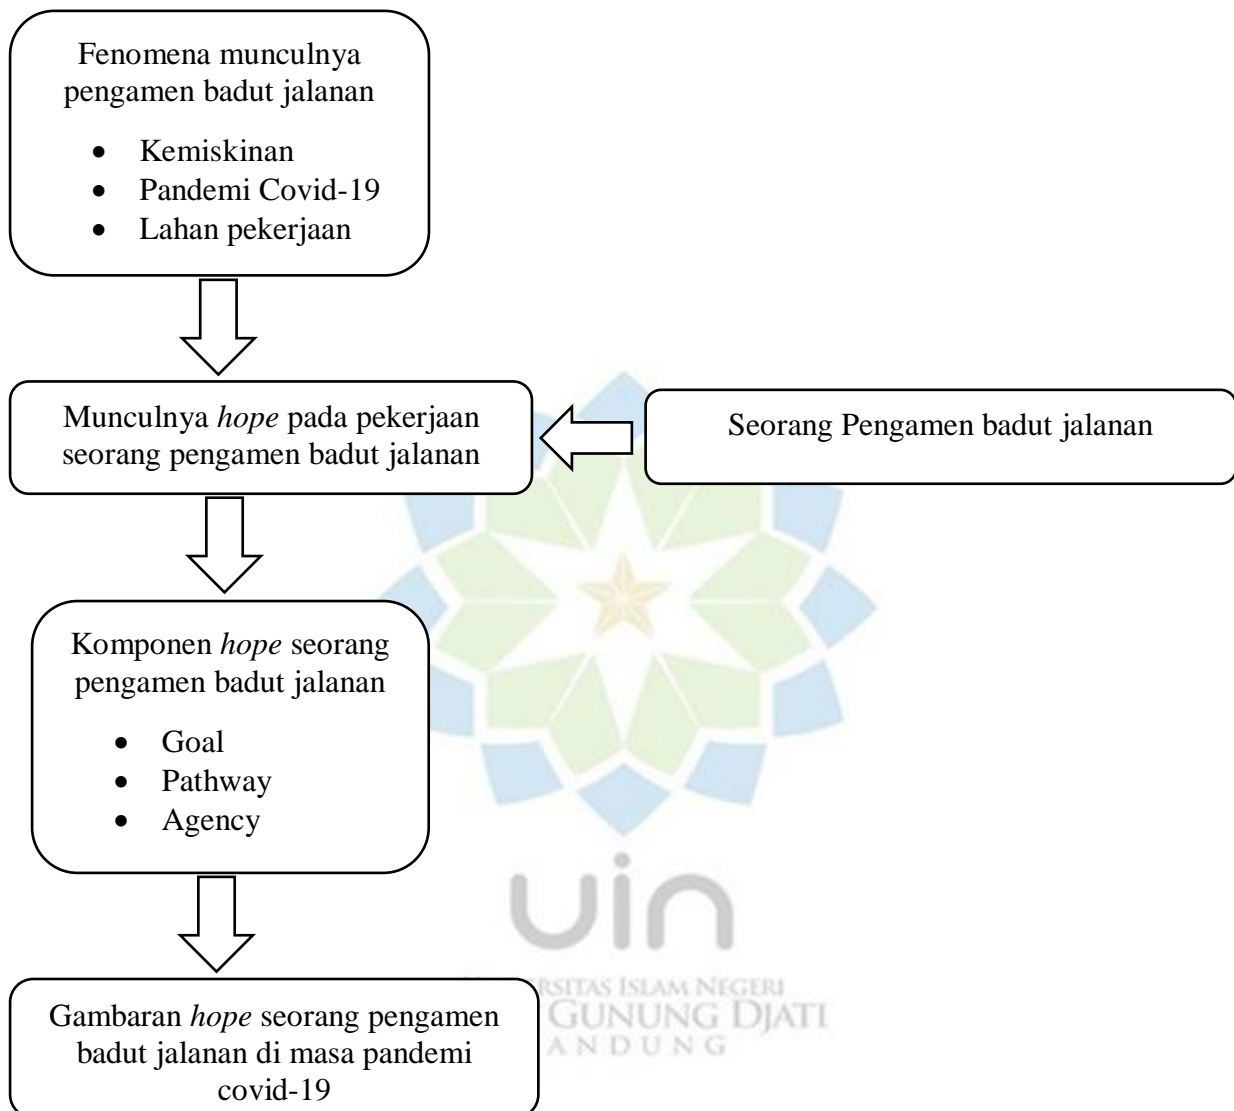 Fenomena munculnya
pengamen badut jalanan
• Kemiskinan
• Pandemi Covid-19
• Lahan pekerjaan
Munculnya hope pada pekerjaan
seorang pengamen badut jalanan
Seorang Pengamen badut jalanan
Komponen hope seorang
pengamen badut jalanan
• Goal
• Pathway
• Agency
uin
ISLAM NEGERI
GUNUNG DJATI
Gambaran hope seorang pengamen
badut jalanan di masa pandemi
covid-19